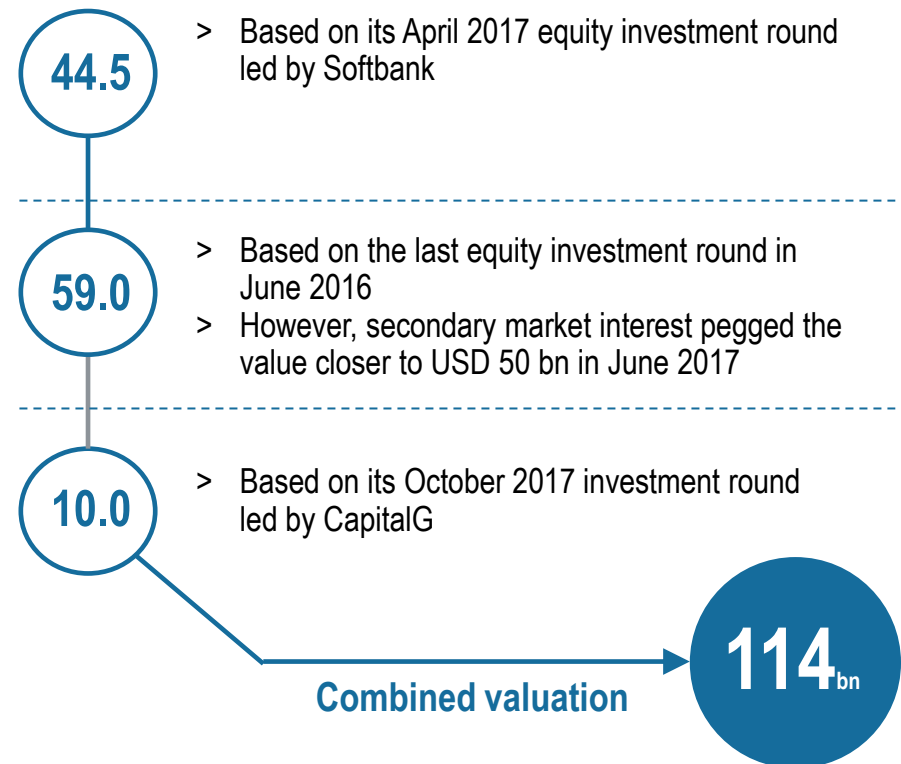 44.5
> Based on its April 2017 equity investment round
led by Softbank
59.0
> Based on the last equity investment round in
June 2016
> However, secondary market interest pegged the
value closer to USD 50 bn in June 2017
10.0
> Based on its October 2017 investment round
led by CapitalG
Combined valuation
114 bn